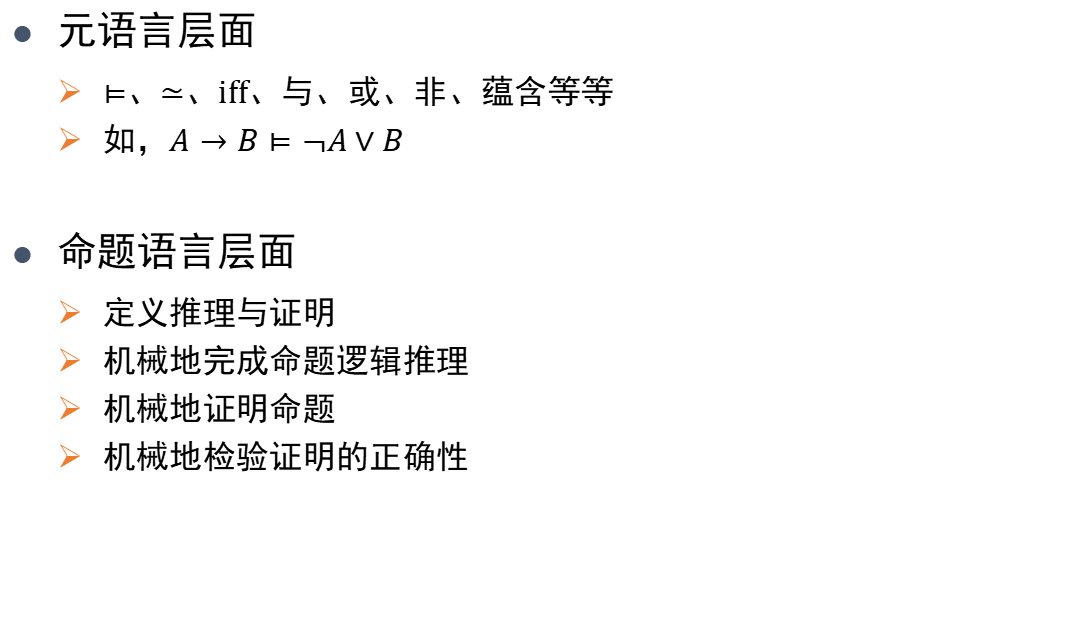 元语言层面
⊨、≃、iff、与、或、非、蕴含等等
如，A → B ⊨ ¬A ∨ B
命题语言层面
定义推理与证明
机械地完成命题逻辑推理
机械地证明命题
机械地检验证明的正确性